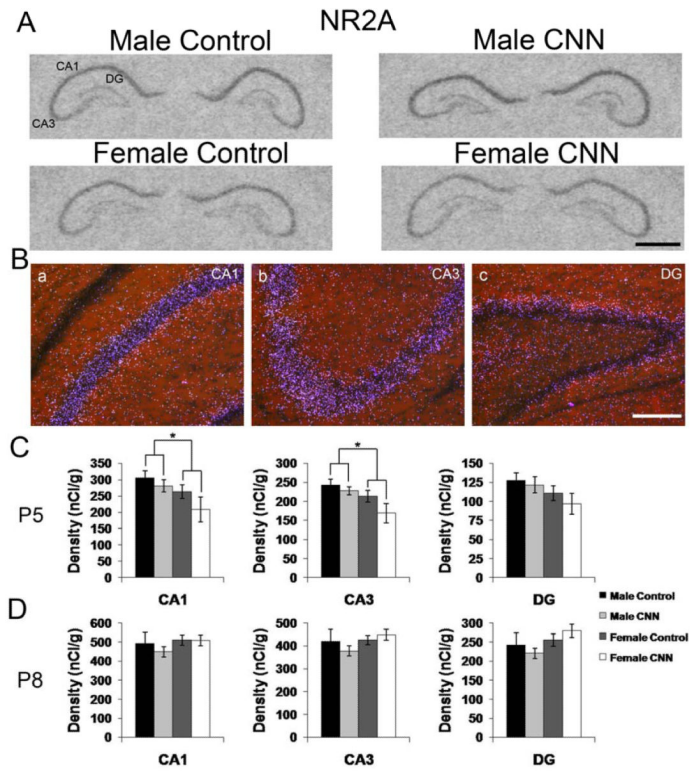 A
NR2A
Male Control
Male CNN
CA1
DG
CA3
Female Control
Female CNN
B
a
CA1
b
CA3
c
DG
C
P5
Density (nCi/g)
350
300
250
200
150
100
50
0
*
CA1
Density (nCi/g)
300
250
200
150
100
50
0
*
CA3
Density (nCi/g)
150
125
100
75
50
25
0
DG
D
P8
Density (nCi/g)
600
500
400
300
200
100
0
CA1
Density (nCi/g)
500
400
300
200
100
0
CA3
Density (nCi/g)
300
250
200
150
100
50
0
DG
Male Control
Male CNN
Female Control
Female CNN